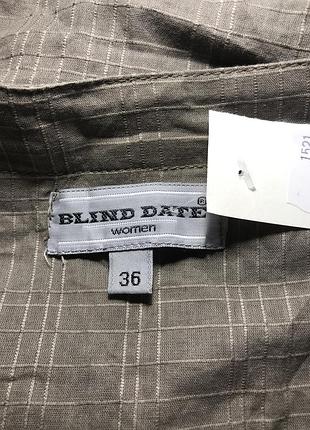 BLIND DATE®
women
36
1521